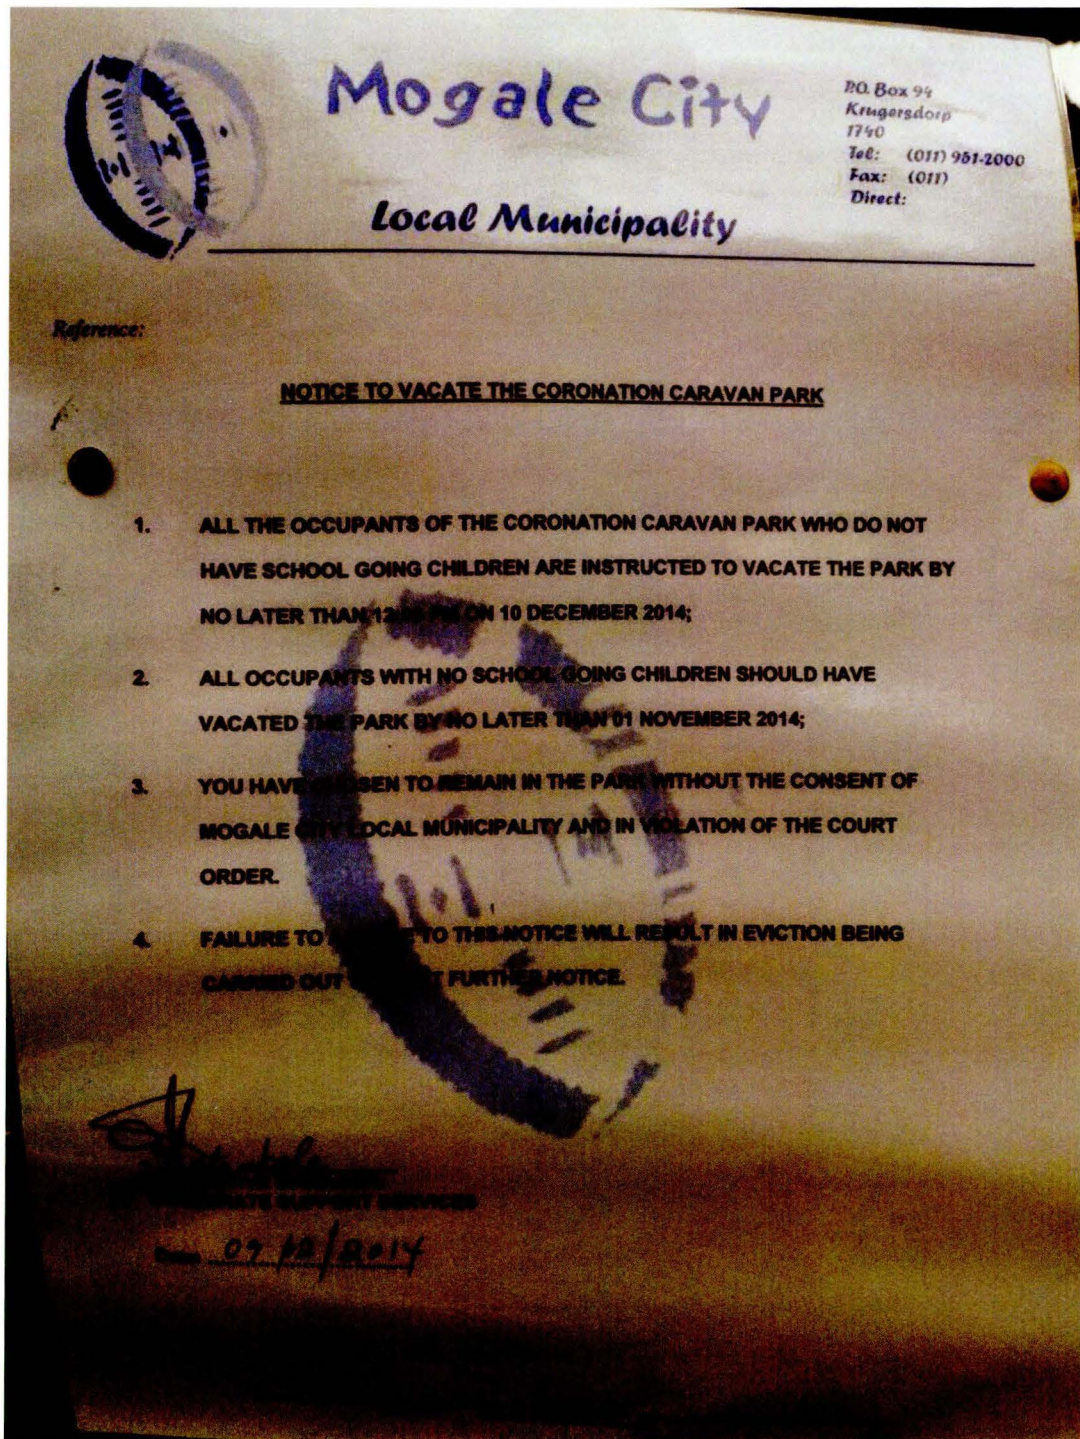 Mogale City
P.O. Box 94
Krugersdorp
1740
Tel: (011) 951-2000
Fax: (011)
Direct:
Local Municipality
Reference:
NOTICE TO VACATE THE CORONATION CARAVAN PARK
1. ALL THE OCCUPANTS OF THE CORONATION CARAVAN PARK WHO DO NOT
HAVE SCHOOL GOING CHILDREN ARE INSTRUCTED TO VACATE THE PARK BY
NO LATER THAN PM ON 10 DECEMBER 2014;
2. ALL OCCUPANTS WITH NO SCHOOL GOING CHILDREN SHOULD HAVE
VACATED THE PARK BY NO LATER THAN 01 NOVEMBER 2014;
3. YOU HAVE CHOSEN TO REMAIN IN THE PARK WITHOUT THE CONSENT OF
MOGALE CITY LOCAL MUNICIPALITY AND IN VIOLATION OF THE COURT
ORDER.
4. FAILURE TO TO THIS NOTICE WILL RESULT IN EVICTION BEING
CARRIED OUT WITHOUT FURTHER NOTICE.
SUPPORT SERVICES
09/12/2014